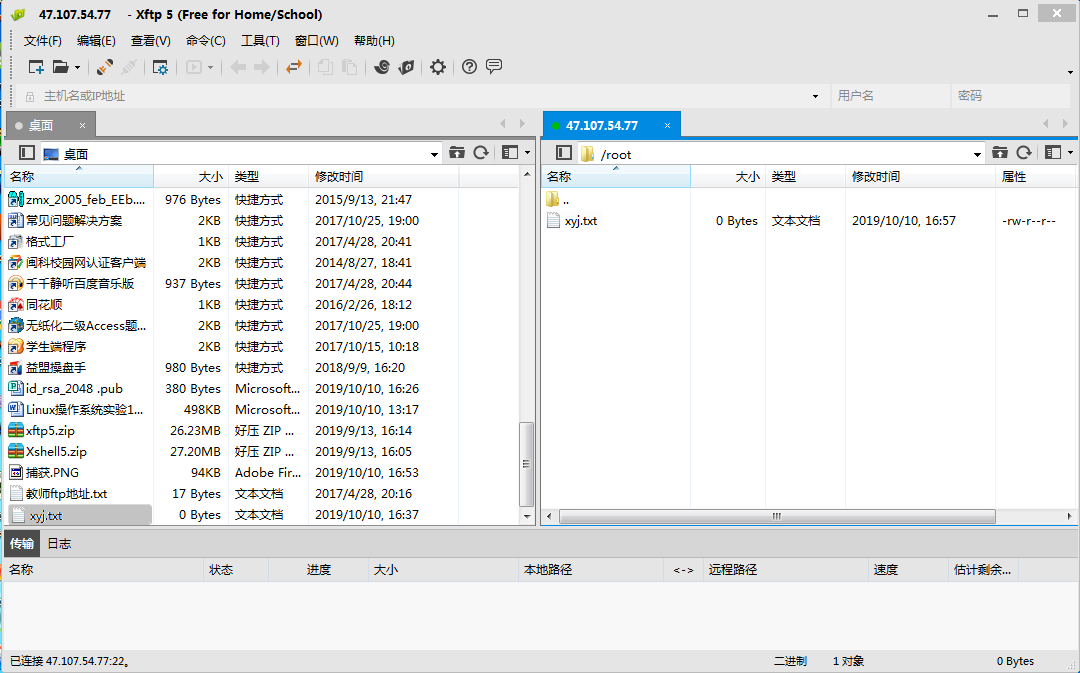 47.107.54.77 - Xftp 5 (Free for Home/School)
文件(F) 编辑(E) 查看(V) 命令(C) 工具(T) 窗口(W) 帮助(H)
主机名或IP地址 用户名 密码
桌面 × 47.107.54.77 ×
桌面 /root
名称 大小 类型 修改时间 名称 大小 类型 修改时间 属性
zmx_2005_feb_EEb.... 976 Bytes 快捷方式 2015/9/13, 21:47 ..
常见问题解决方案 2KB 快捷方式 2017/10/25, 19:00 xyj.txt 0 Bytes 文本文档 2019/10/10, 16:57 -rw-r--r--
格式工厂 1KB 快捷方式 2017/4/28, 20:41
闽科校园网认证客户端 2KB 快捷方式 2014/8/27, 18:41
千千静听百度音乐版 937 Bytes 快捷方式 2017/4/28, 20:44
同花顺 1KB 快捷方式 2016/2/26, 18:12
无纸化二级Access题... 2KB 快捷方式 2017/10/25, 19:00
学生端程序 2KB 快捷方式 2017/10/15, 10:18
益盟操盘手 980 Bytes 快捷方式 2018/9/9, 16:20
id_rsa_2048 .pub 380 Bytes Microsoft... 2019/10/10, 16:26
Linux操作系统实验1... 498KB Microsoft... 2019/10/10, 13:17
xftp5.zip 26.23MB 好压 ZIP ... 2019/9/13, 16:14
Xshell5.zip 27.20MB 好压 ZIP ... 2019/9/13, 16:05
捕获.PNG 94KB Adobe Fir... 2019/10/10, 16:53
教师ftp地址.txt 17 Bytes 文本文档 2017/4/28, 20:16
xyj.txt 0 Bytes 文本文档 2019/10/10, 16:37
传输 日志
名称 状态 进度 大小 本地路径 <-> 远程路径 速度 估计剩余...
已连接 47.107.54.77:22。 二进制 1 对象 0 Bytes